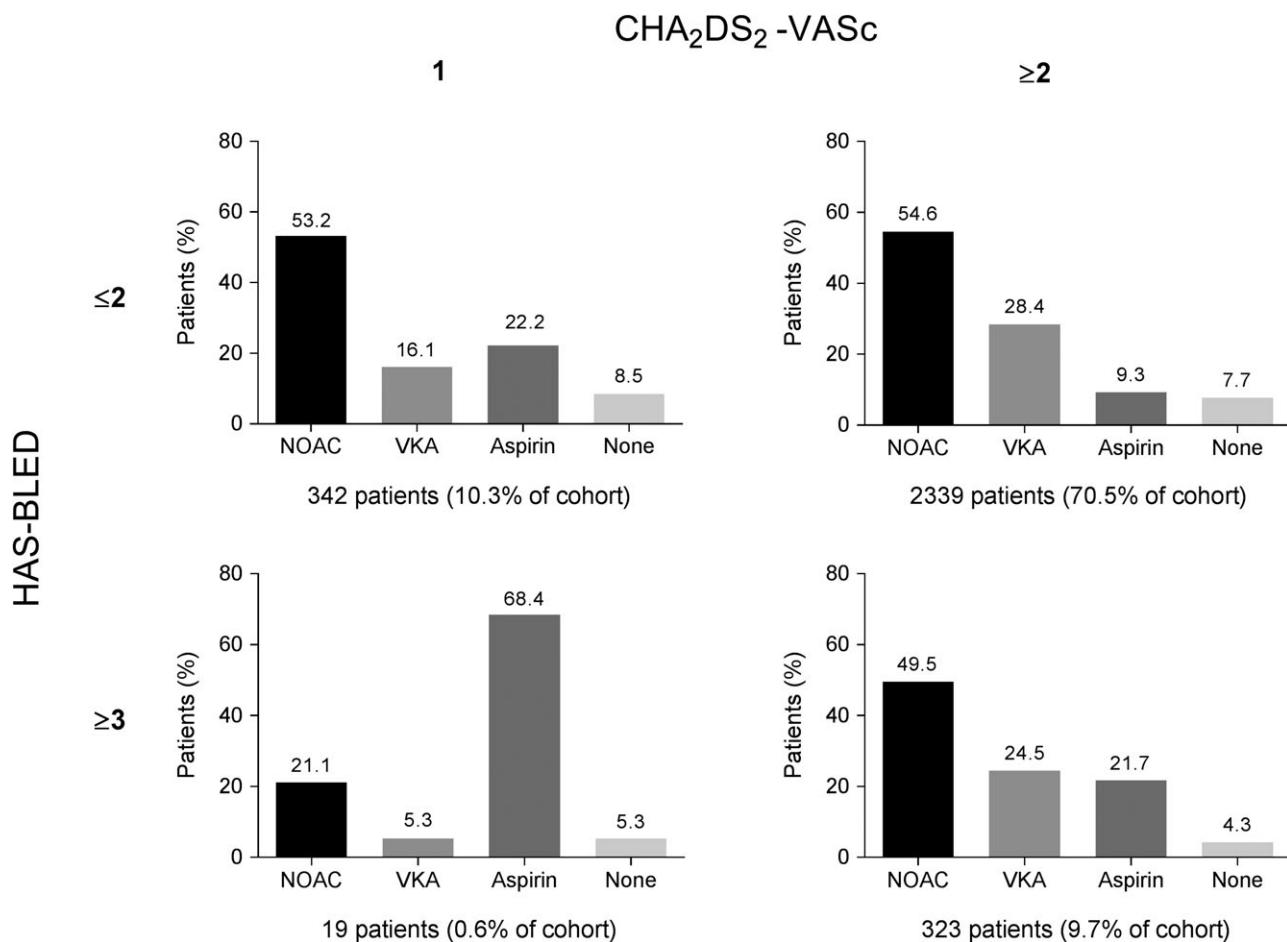 CHA₂DS₂ -VASc
1
≥2
HAS-BLED
≤2
Patients (%)
80
60
40
20
0
53.2
16.1
22.2
8.5
NOAC VKA Aspirin None
342 patients (10.3% of cohort)
Patients (%)
80
60
40
20
0
54.6
28.4
9.3
7.7
NOAC VKA Aspirin None
2339 patients (70.5% of cohort)
≥3
Patients (%)
80
60
40
20
0
21.1
5.3
68.4
5.3
NOAC VKA Aspirin None
19 patients (0.6% of cohort)
Patients (%)
80
60
40
20
0
49.5
24.5
21.7
4.3
NOAC VKA Aspirin None
323 patients (9.7% of cohort)